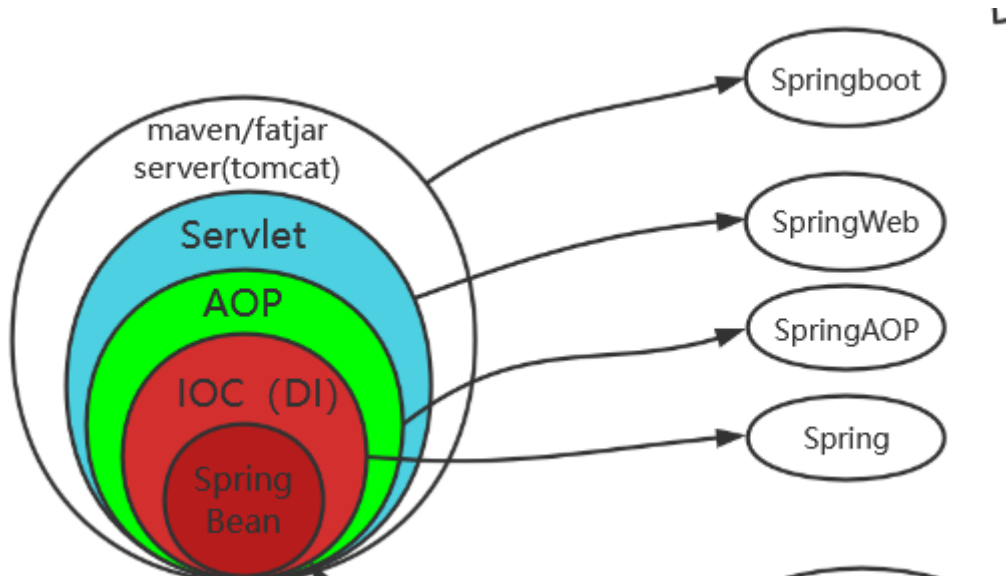 Springboot
maven/fatjar
server(tomcat)
Servlet
SpringWeb
AOP
SpringAOP
IOC (DI)
Spring
Spring
Bean